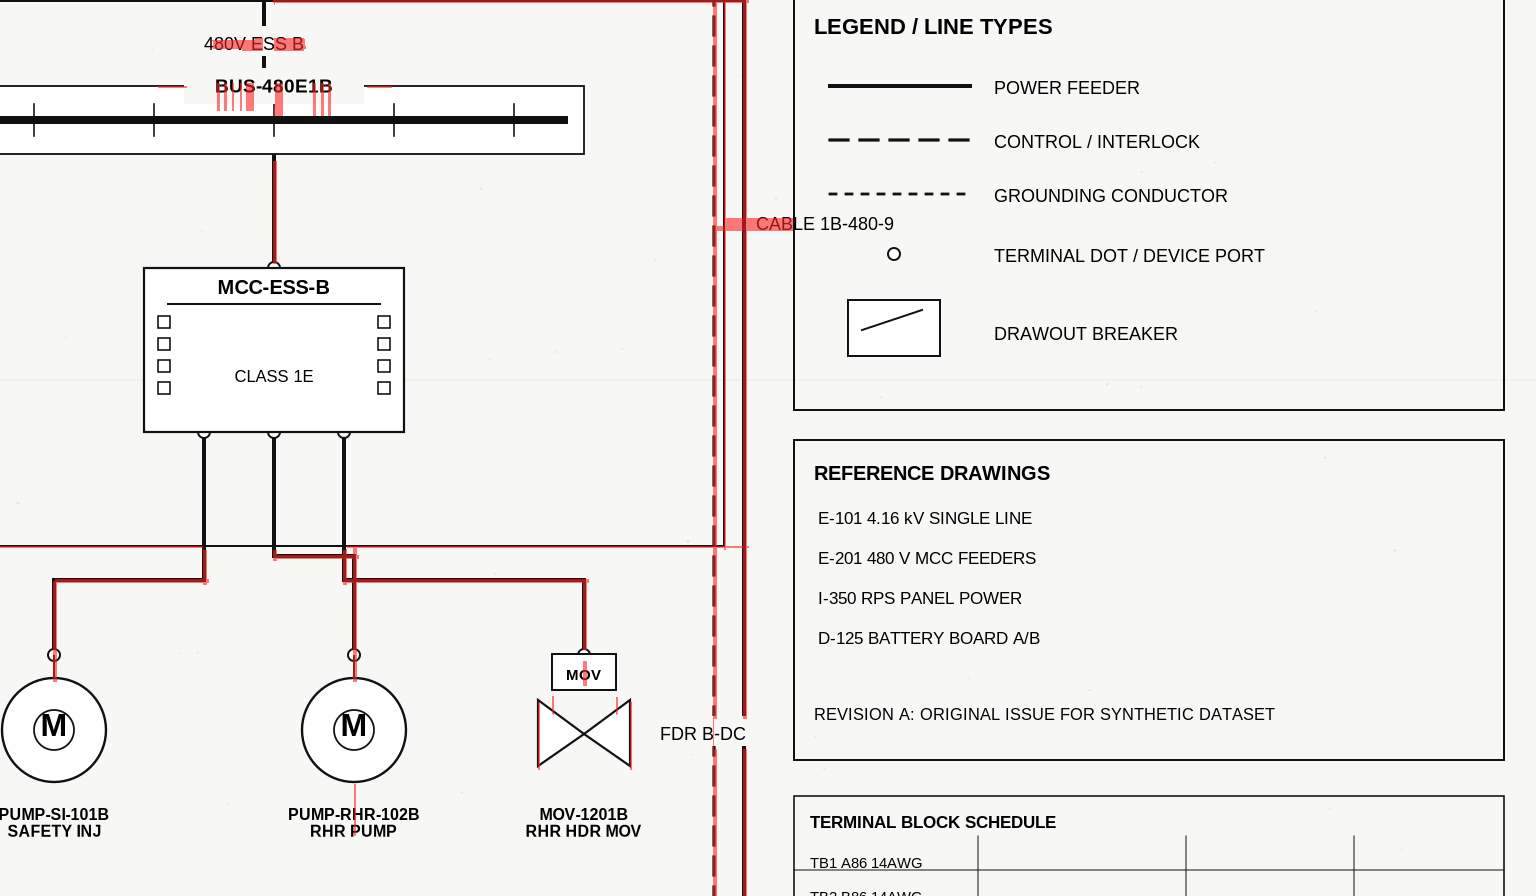 480V ESS B
BUS-480E1B
MCC-ESS-B
CLASS 1E
M
M
MOV
FDR B-DC
PUMP-SI-101B
SAFETY INJ
PUMP-RHR-102B
RHR PUMP
MOV-1201B
RHR HDR MOV
CABLE 1B-480-9
LEGEND / LINE TYPES
POWER FEEDER
CONTROL / INTERLOCK
GROUNDING CONDUCTOR
TERMINAL DOT / DEVICE PORT
DRAWOUT BREAKER
REFERENCE DRAWINGS
E-101 4.16 kV SINGLE LINE
E-201 480 V MCC FEEDERS
I-350 RPS PANEL POWER
D-125 BATTERY BOARD A/B
REVISION A: ORIGINAL ISSUE FOR SYNTHETIC DATASET
TERMINAL BLOCK SCHEDULE
TB1 A86 14AWG
TB2 B86 14AWG